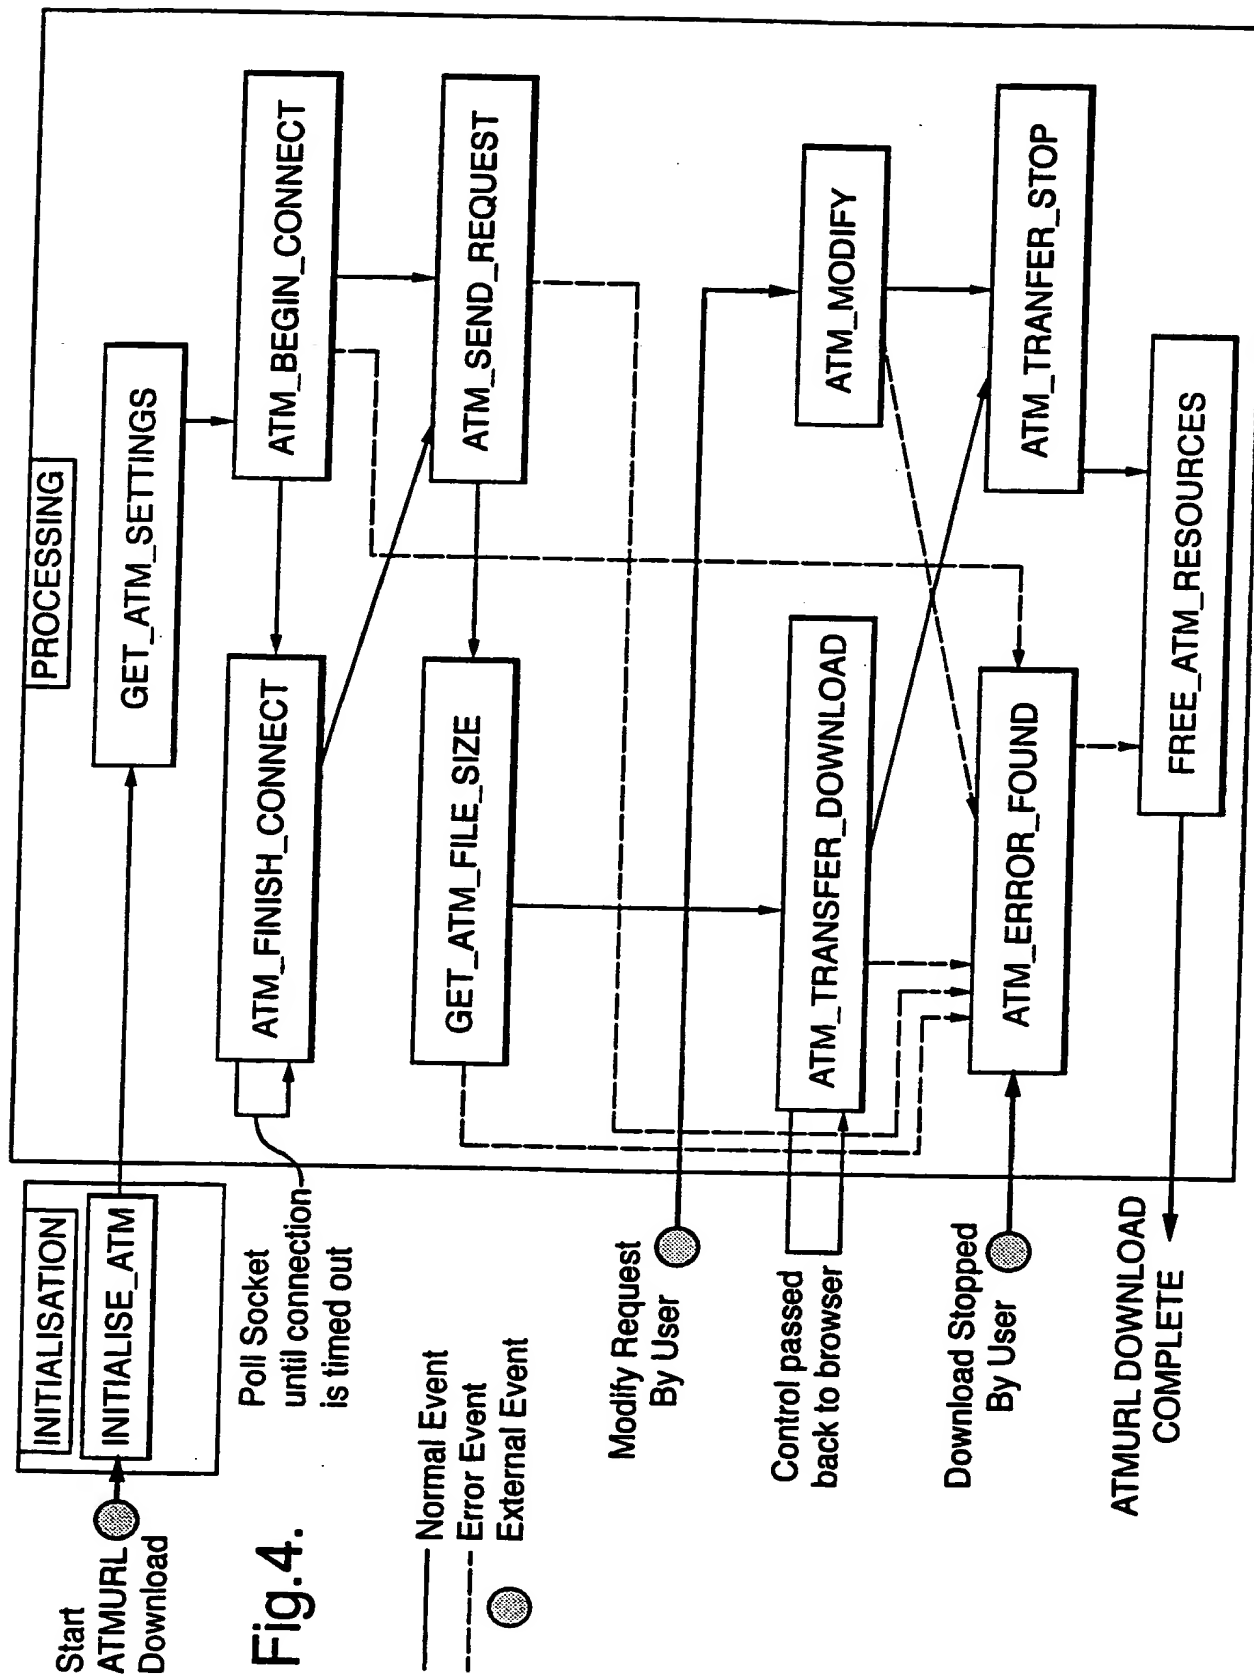 Start
ATMURL
Download
INITIALISATION
INITIALISE_ATM
PROCESSING
GET_ATM_SETTINGS
ATM_BEGIN_CONNECT
ATM_FINISH_CONNECT
Poll Socket
until connection
is timed out
ATM_SEND_REQUEST
GET_ATM_FILE_SIZE
Fig.4.
Normal Event
Error Event
External Event
Modify Request
By User
ATM_MODIFY
Control passed
back to browser
ATM_TRANSFER_DOWNLOAD
ATM_TRANFER_STOP
Download Stopped
By User
ATM_ERROR_FOUND
FREE_ATM_RESOURCES
ATMURL DOWNLOAD
COMPLETE